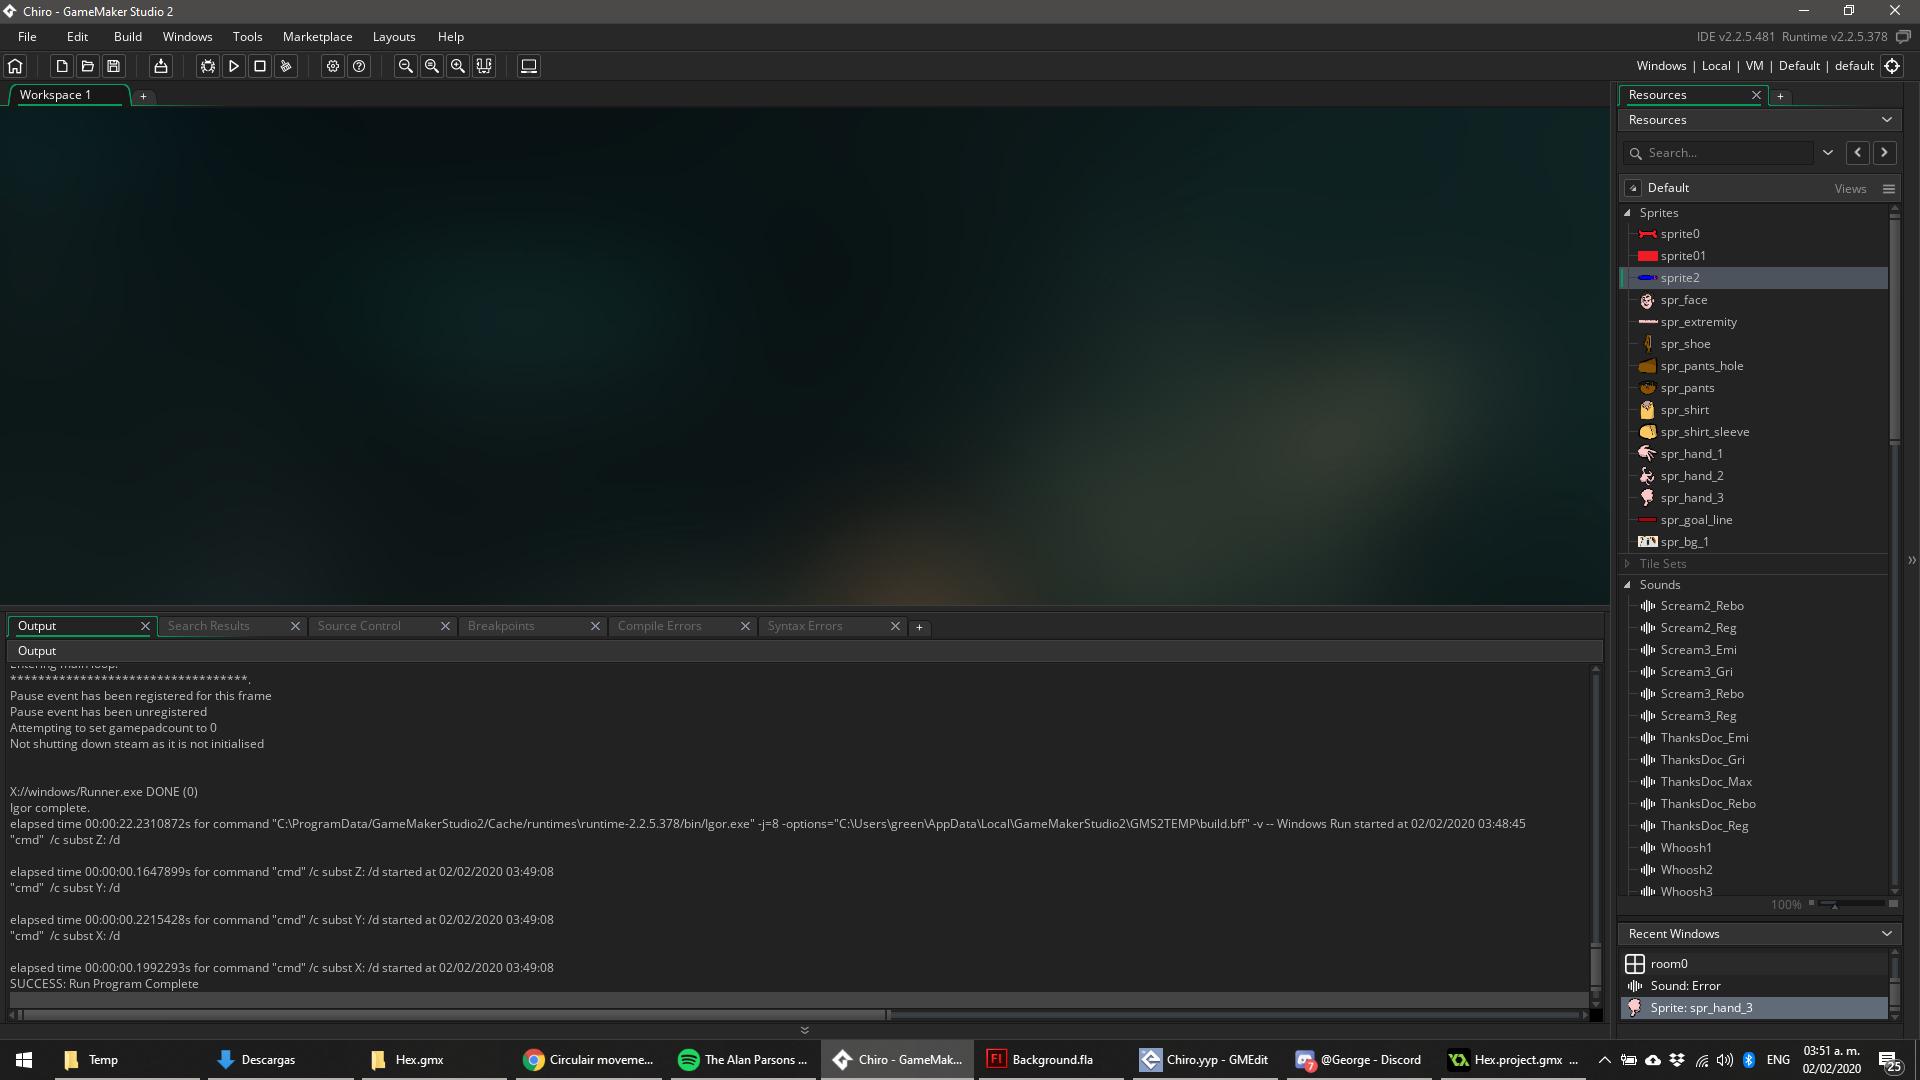 Chiro - GameMaker Studio 2
File Edit Build Windows Tools Marketplace Layouts Help
IDE v2.2.5.481 Runtime v2.2.5.378
Windows | Local | VM | Default | default
Workspace 1 +
Resources +
Resources
Search...
Default Views
Sprites
sprite0
sprite01
sprite2
spr_face
spr_extremity
spr_shoe
spr_pants_hole
spr_pants
spr_shirt
spr_shirt_sleeve
spr_hand_1
spr_hand_2
spr_hand_3
spr_goal_line
spr_bg_1
Tile Sets
Sounds
Scream2_Rebo
Scream2_Reg
Scream3_Emi
Scream3_Gri
Scream3_Rebo
Scream3_Reg
ThanksDoc_Emi
ThanksDoc_Gri
ThanksDoc_Max
ThanksDoc_Rebo
ThanksDoc_Reg
Whoosh1
Whoosh2
Whoosh3
100%
Recent Windows
room0
Sound: Error
Sprite: spr_hand_3
Output Search Results Source Control Breakpoints Compile Errors Syntax Errors +
Output
Entering main loop.
**********************************.
Pause event has been registered for this frame
Pause event has been unregistered
Attempting to set gamepadcount to 0
Not shutting down steam as it is not initialised
X://windows/Runner.exe DONE (0)
Igor complete.
elapsed time 00:00:22.2310872s for command "C:\ProgramData/GameMakerStudio2/Cache/runtimes\runtime-2.2.5.378/bin/Igor.exe" -j=8 -options="C:\Users\green\AppData\Local\GameMakerStudio2\GMS2TEMP\build.bff" -v -- Windows Run started at 02/02/2020 03:48:45
"cmd" /c subst Z: /d
elapsed time 00:00:00.1647899s for command "cmd" /c subst Z: /d started at 02/02/2020 03:49:08
"cmd" /c subst Y: /d
elapsed time 00:00:00.2215428s for command "cmd" /c subst Y: /d started at 02/02/2020 03:49:08
"cmd" /c subst X: /d
elapsed time 00:00:00.1992293s for command "cmd" /c subst X: /d started at 02/02/2020 03:49:08
SUCCESS: Run Program Complete
Temp Descargas Hex.gmx Circulair moveme... The Alan Parsons ... Chiro - GameMak... Background.fla Chiro.yyp - GMEdit @George - Discord Hex.project.gmx ... ENG
03:51 a. m.
02/02/2020
25